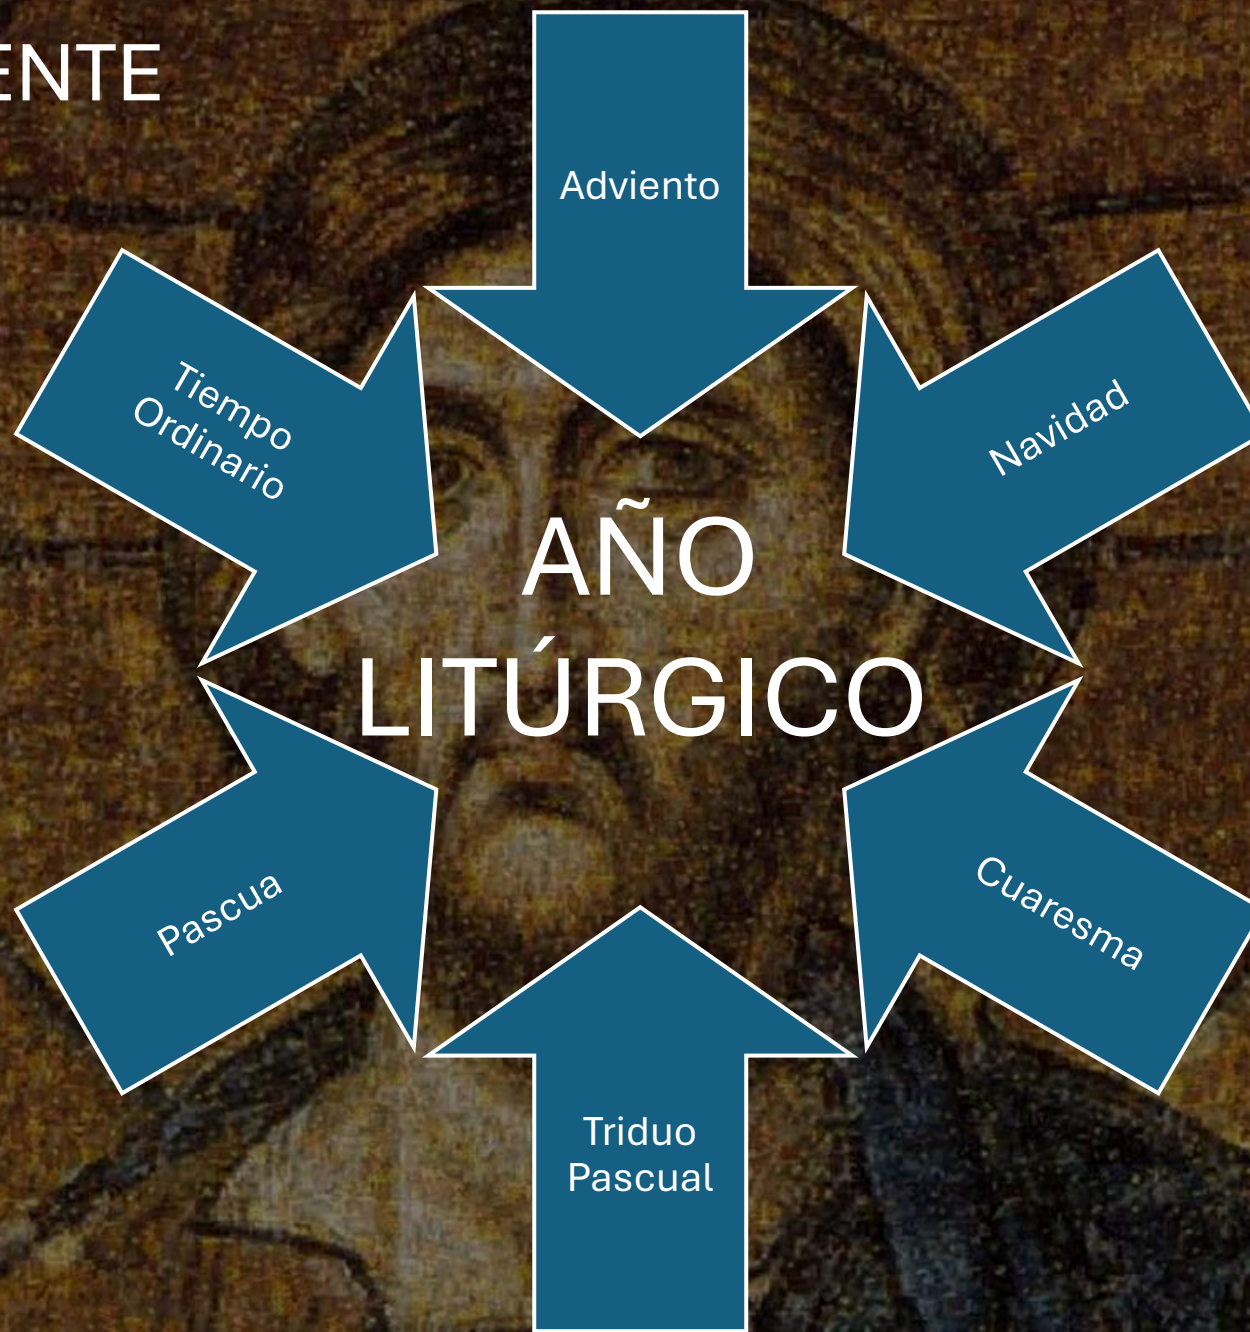 ENTE
Adviento
Navidad
Tiempo
Ordinario
AÑO
LITÚRGICO
Pascua
Cuaresma
Triduo
Pascual